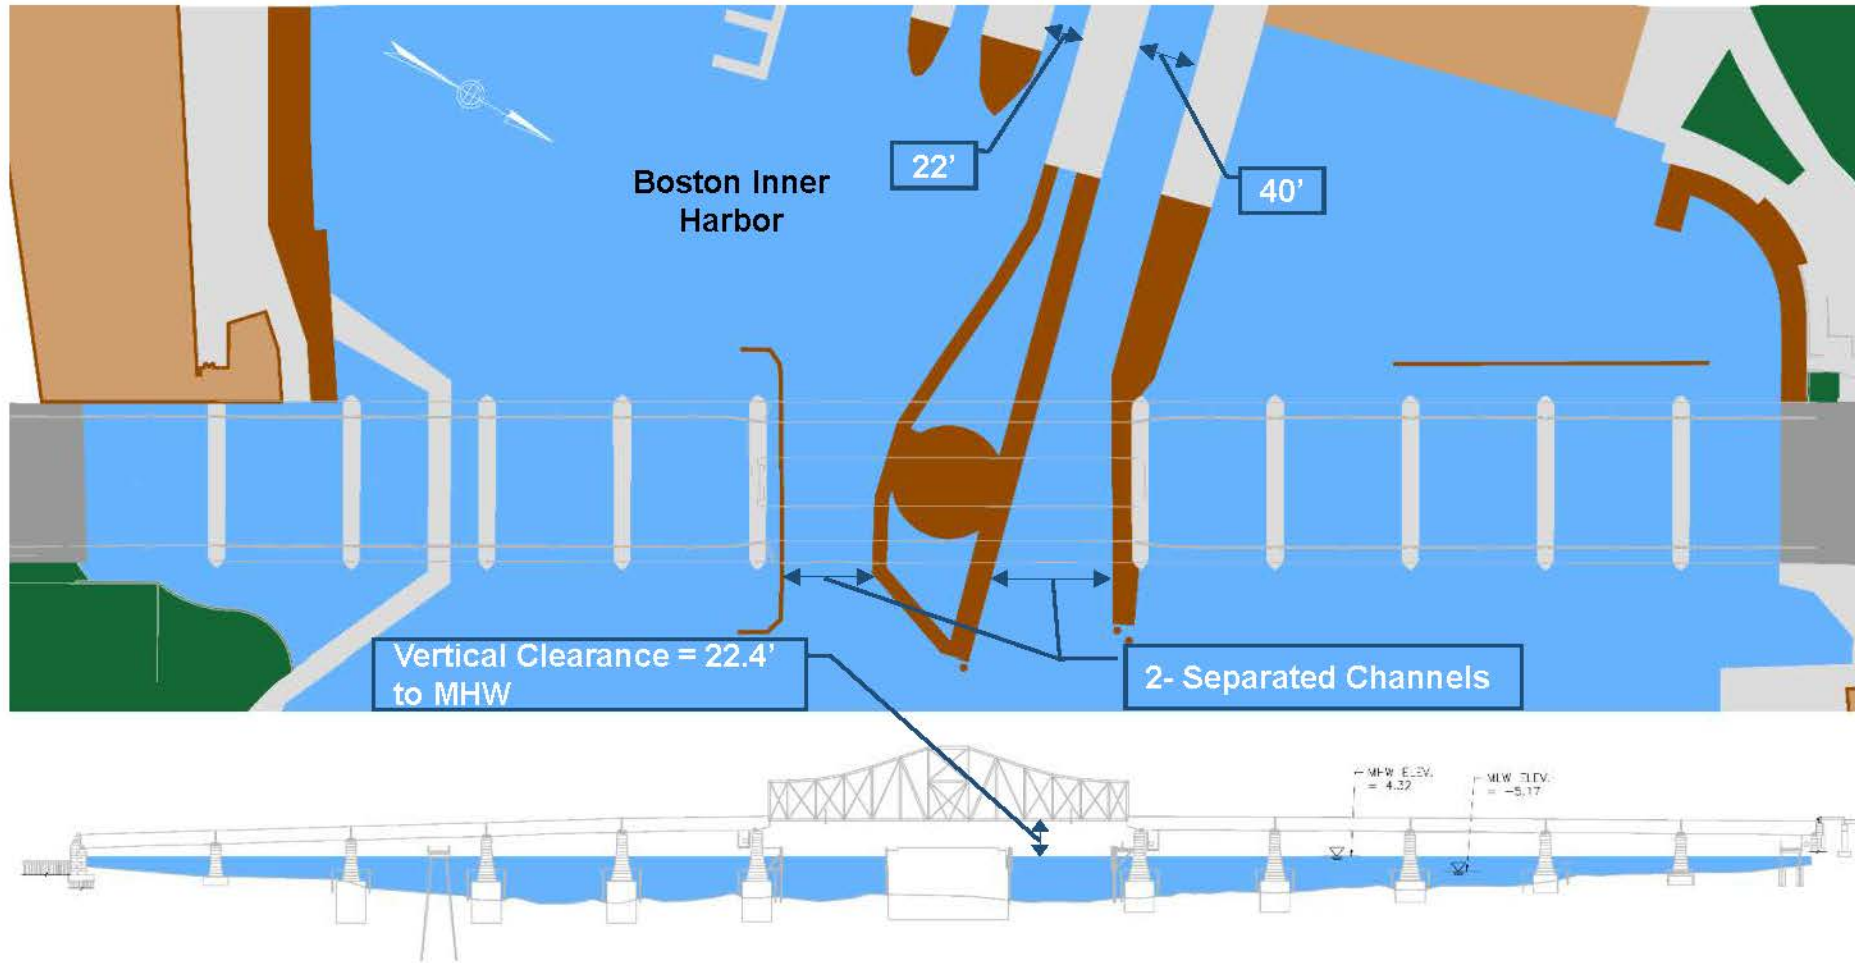 22’
Boston Inner
Harbor
40’
Vertical Clearance = 22.4’
to MHW
2- Separated Channels
MHW ELEV.
= 4.32
MLW ELEV.
= -5.17